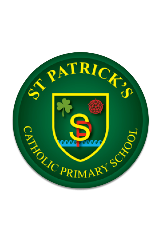 ST PATRICK'S
S
P
CATHOLIC PRIMARY SCHOOL